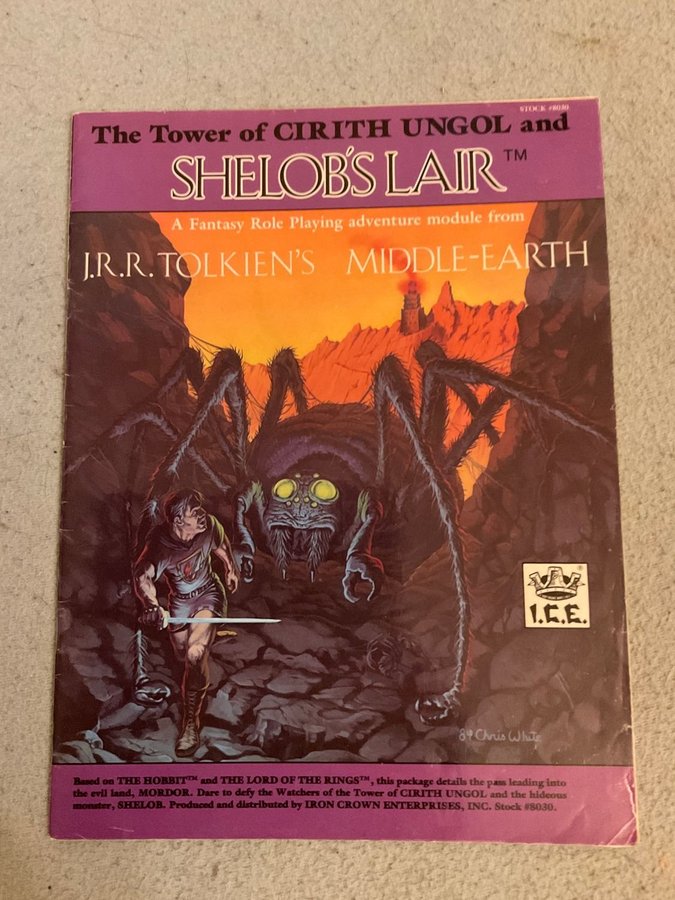 STOCK #8030
The Tower of CIRITH UNGOL and
SHELOB'S LAIR™
A Fantasy Role Playing adventure module from
J.R.R. TOLKIEN'S MIDDLE-EARTH
®
I.C.E.
84 Chris White
Based on THE HOBBIT™ and THE LORD OF THE RINGS™, this package details the pass leading into
the evil land, MORDOR. Dare to defy the Watchers of the Tower of CIRITH UNGOL and the hideous
monster, SHELOB. Produced and distributed by IRON CROWN ENTERPRISES, INC. Stock #8030.